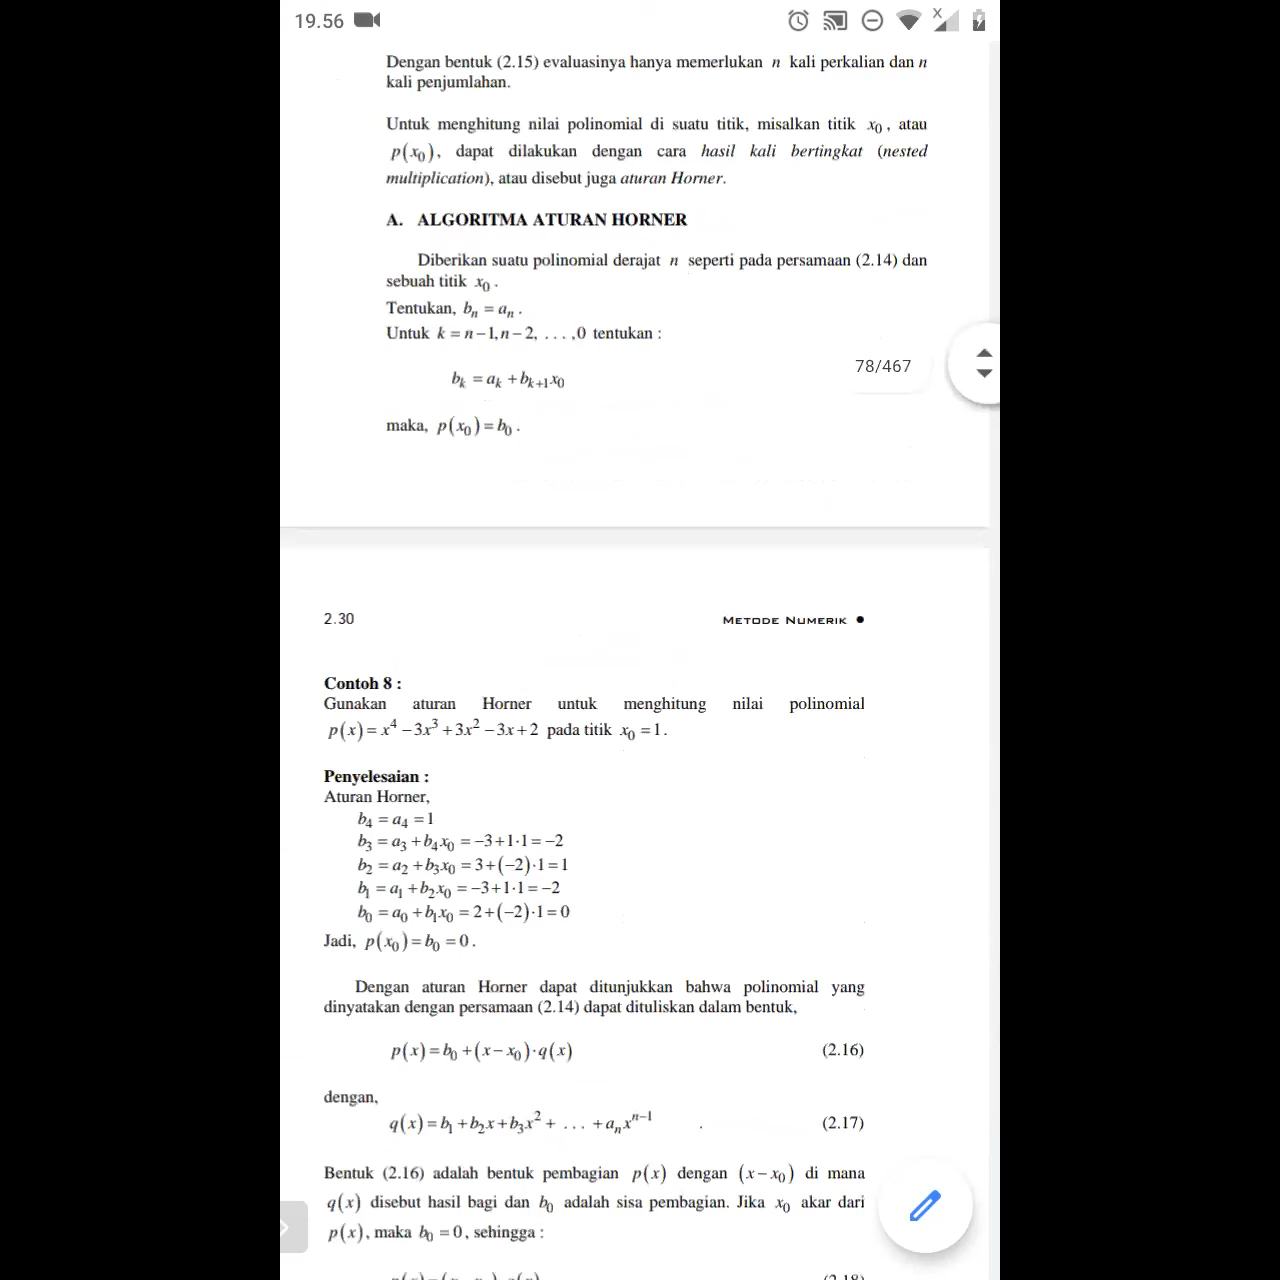 19.56
Dengan bentuk (2.15) evaluasinya hanya memerlukan n kali perkalian dan n
kali penjumlahan.
Untuk menghitung nilai polinomial di suatu titik, misalkan titik x₀, atau
p(x₀), dapat dilakukan dengan cara hasil kali bertingkat (nested
multiplication), atau disebut juga aturan Horner.
A. ALGORITMA ATURAN HORNER
Diberikan suatu polinomial derajat n seperti pada persamaan (2.14) dan
sebuah titik x₀.
Tentukan, bₙ = aₙ.
Untuk k = n−1, n−2, . . . ,0 tentukan :
78/467
bₖ = aₖ + bₖ₊₁x₀
maka, p(x₀) = b₀.
2.30 METODE NUMERIK ●
Contoh 8 :
Gunakan aturan Horner untuk menghitung nilai polinomial
p(x) = x⁴ − 3x³ + 3x² − 3x + 2 pada titik x₀ = 1.
Penyelesaian :
Aturan Horner,
b₄ = a₄ = 1
b₃ = a₃ + b₄x₀ = −3 + 1·1 = −2
b₂ = a₂ + b₃x₀ = 3 + (−2)·1 = 1
b₁ = a₁ + b₂x₀ = −3 + 1·1 = −2
b₀ = a₀ + b₁x₀ = 2 + (−2)·1 = 0
Jadi, p(x₀) = b₀ = 0.
Dengan aturan Horner dapat ditunjukkan bahwa polinomial yang
dinyatakan dengan persamaan (2.14) dapat dituliskan dalam bentuk,
p(x) = b₀ + (x − x₀)·q(x) (2.16)
dengan,
q(x) = b₁ + b₂x + b₃x² + . . . + aₙxⁿ⁻¹ . (2.17)
Bentuk (2.16) adalah bentuk pembagian p(x) dengan (x − x₀) di mana
q(x) disebut hasil bagi dan b₀ adalah sisa pembagian. Jika x₀ akar dari
p(x), maka b₀ = 0, sehingga :